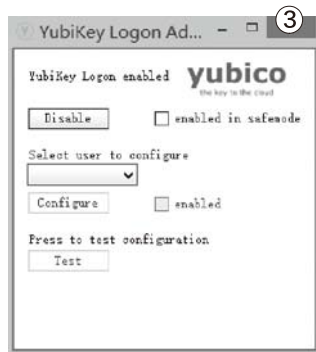 YubiKey Logon Ad...
③
YubiKey Logon enabled
yubico
the key to the cloud
Disable
enabled in safemode
Select user to configure
Configure
enabled
Press to test configuration
Test